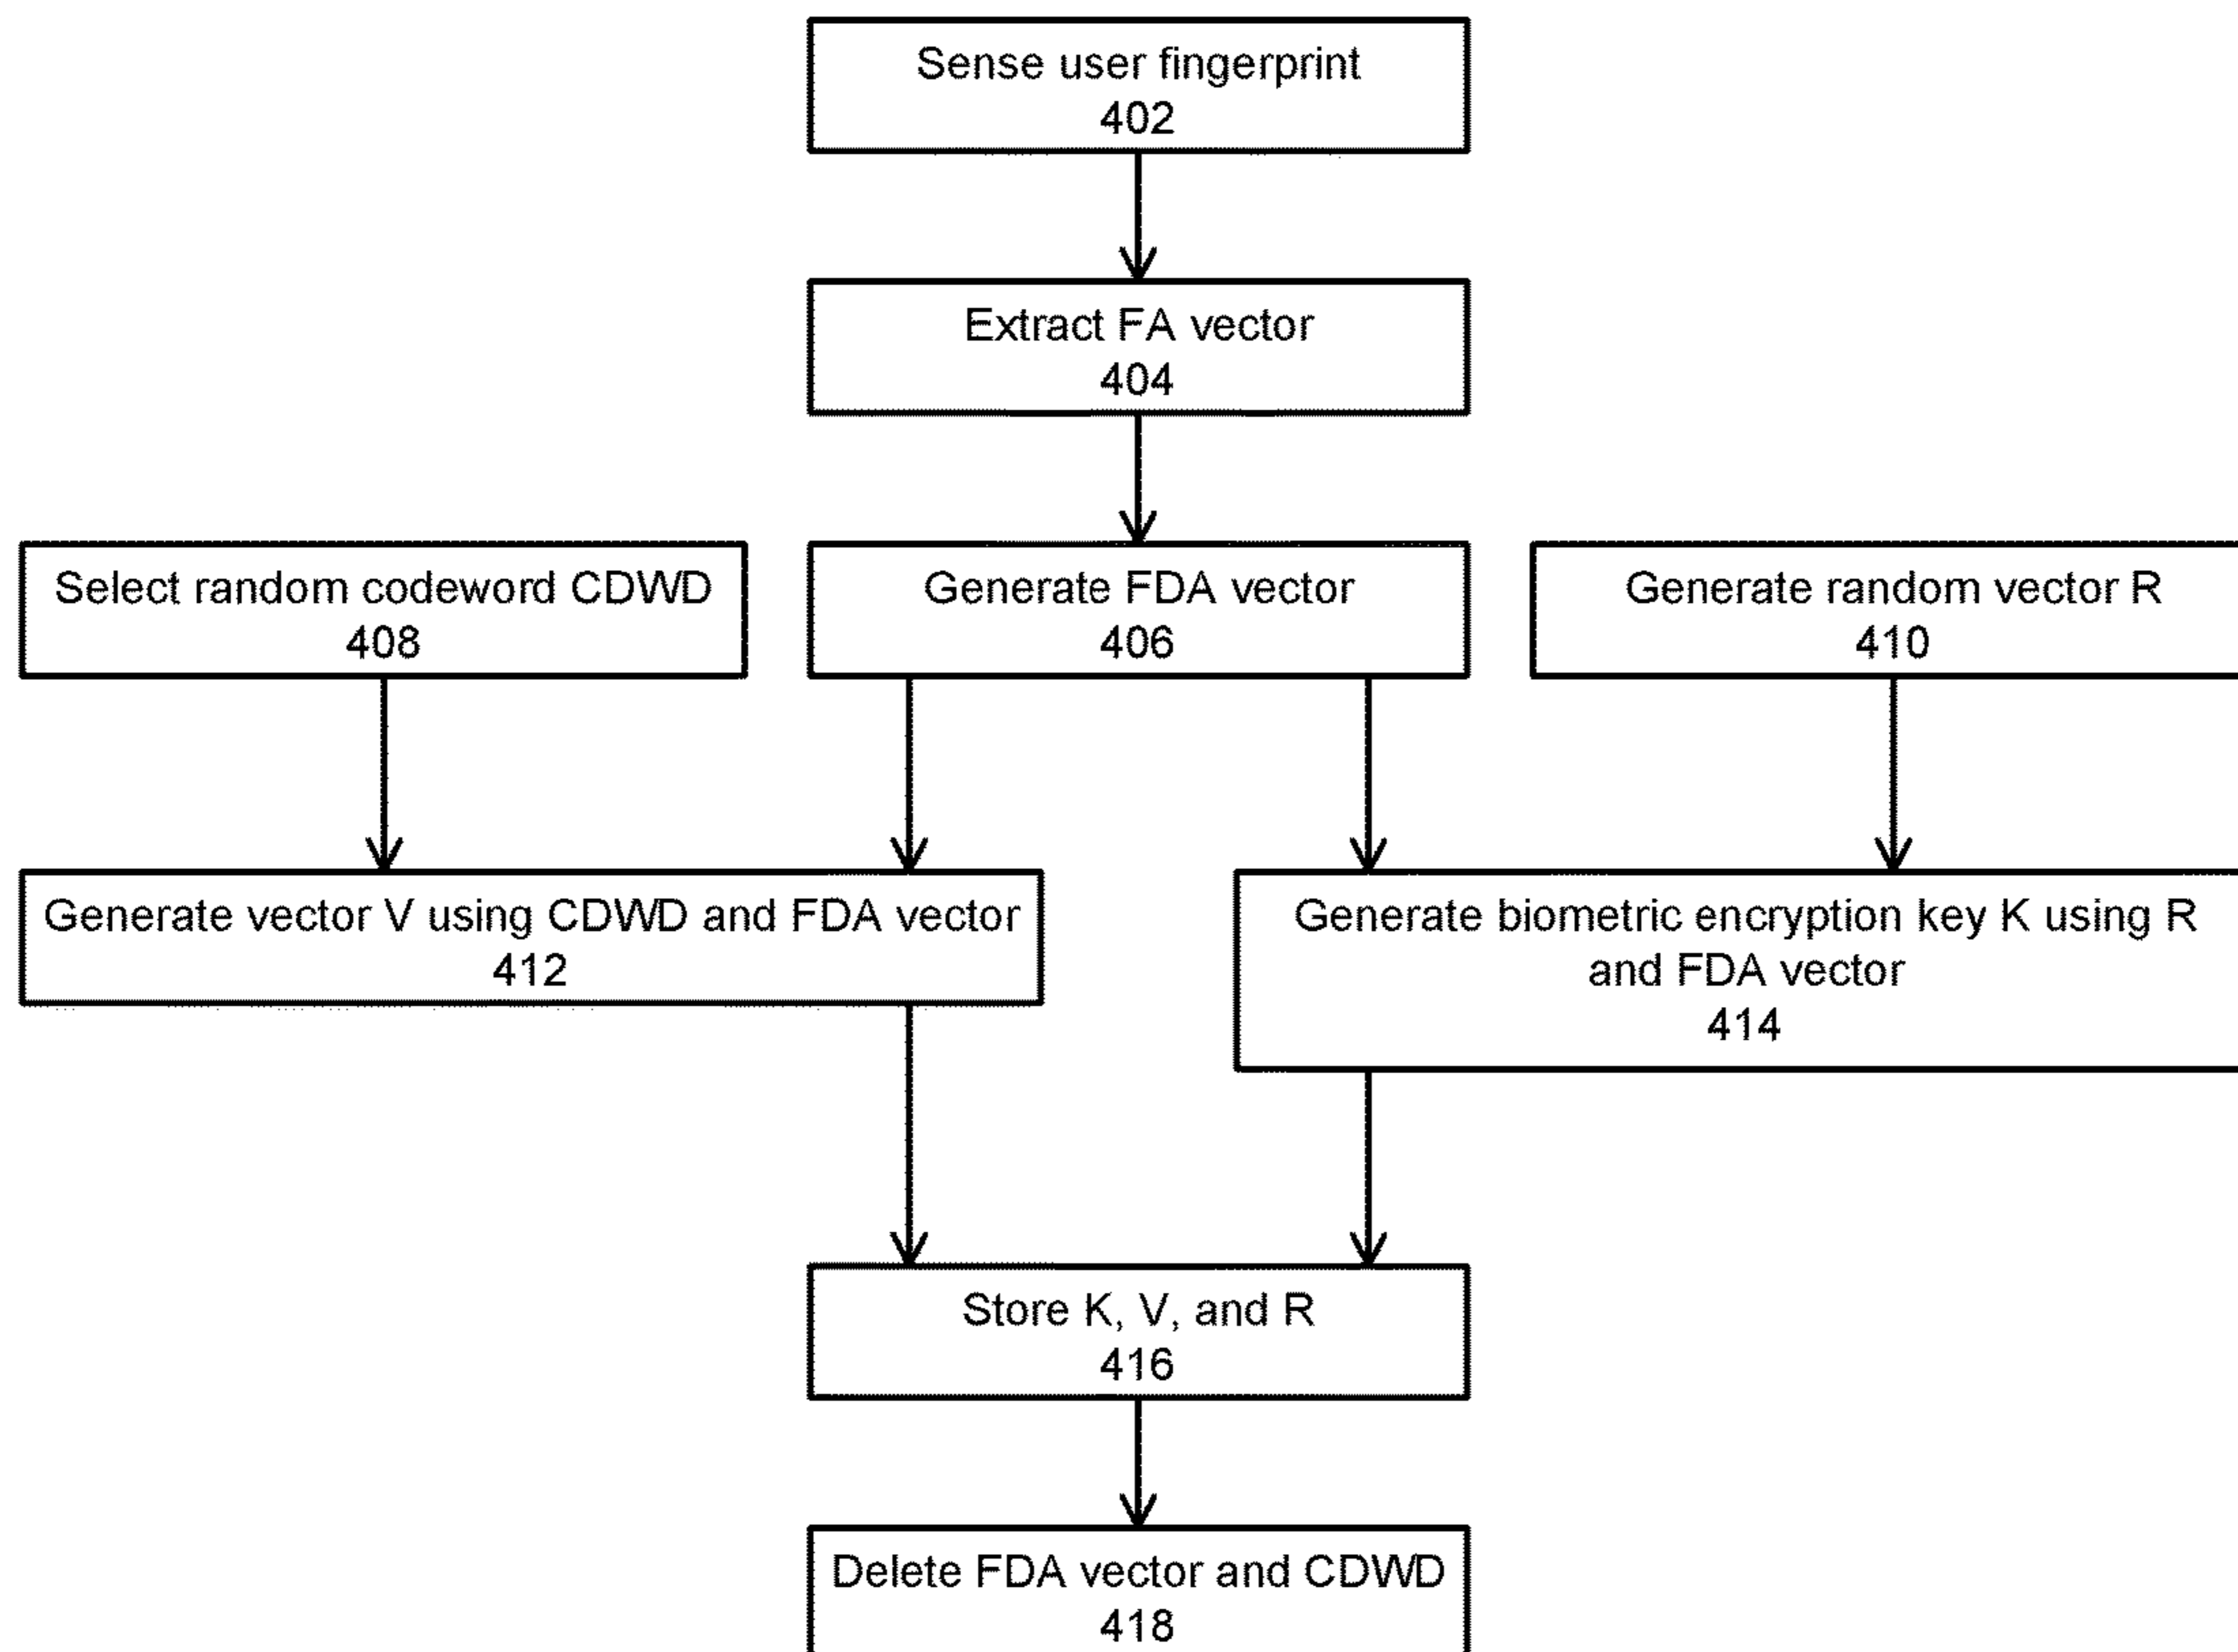 Sense user fingerprint
402
Extract FA vector
404
Select random codeword CDWD
408
Generate FDA vector
406
Generate random vector R
410
Generate vector V using CDWD and FDA vector
412
Generate biometric encryption key K using R
and FDA vector
414
Store K, V, and R
416
Delete FDA vector and CDWD
418